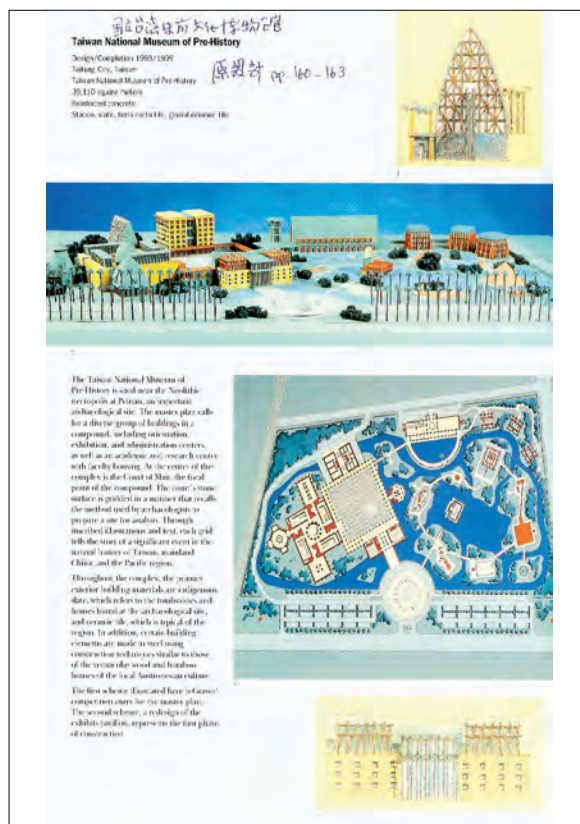 國立臺灣史前文化博物館
Taiwan National Museum of Pre-History
原設計 pp. 160-163
Design/Completion 1993/1999
Taitung City, Taiwan
Taiwan National Museum of Pre-History
39,110 square meters
Reinforced concrete
Stucco, slate, terra cotta tile, ceramic tile
The Taiwan National Museum of
Pre-History is sited near the Neolithic
necropolis at Peinan, an important
archaeological site. The master plan calls
for a diverse group of buildings in a
compound, including orientation,
exhibition, and administration centers,
as well as an academic and research center
with faculty housing. At the center of the
complex is the Court of Man, the focal
point of the compound. The court's stone
surface is gridded in a manner that recalls
the method used by archaeologists to
prepare a site for analysis. Through
inscribed illustrations and text, each grid
tells the story of a significant event in the
natural history of Taiwan, mainland
China, and the Pacific region.
Throughout the complex, the primary
exterior building materials are indigenous
slate, which refers to the tombstones and
houses found at the archaeological site,
and ceramic tile, which is typical of the
region. In addition, certain building
elements are made in steel using
construction techniques similar to those
of the vernacular wood and bamboo
houses of the local Austronesian culture.
The first scheme illustrated here is Graves'
competition entry for the master plan.
The second scheme, a redesign of the
exhibits pavilion, represents the first phase
of construction.